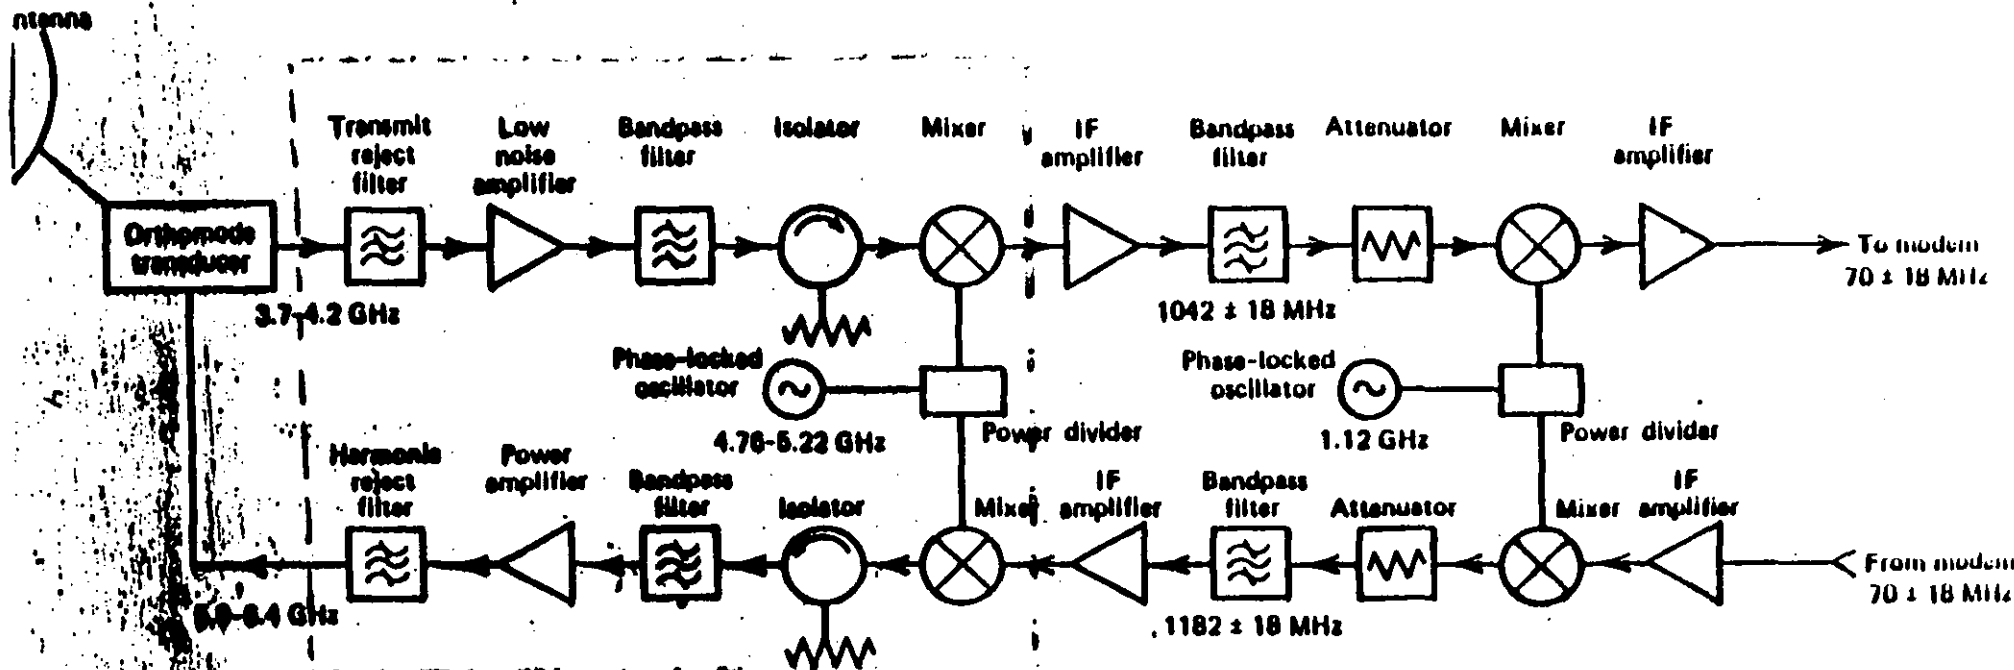 ntenna
Transmit
reject
filter
Low
noise
amplifier
Bandpass
filter
Isolator
Mixer
IF
amplifier
Bandpass
filter
Attenuator
Mixer
IF
amplifier
Orthomode
transducer
To modem
70 ± 18 MHz
3.7-4.2 GHz
1042 ± 18 MHz
Phase-locked
oscillator
Phase-locked
oscillator
4.76-5.22 GHz
Power divider
1.12 GHz
Power divider
Harmonic
reject
filter
Power
amplifier
Bandpass
filter
Isolator
Mixer
IF
amplifier
Bandpass
filter
Attenuator
Mixer
IF
amplifier
From modem
70 ± 18 MHz
5.9-6.4 GHz
1182 ± 18 MHz